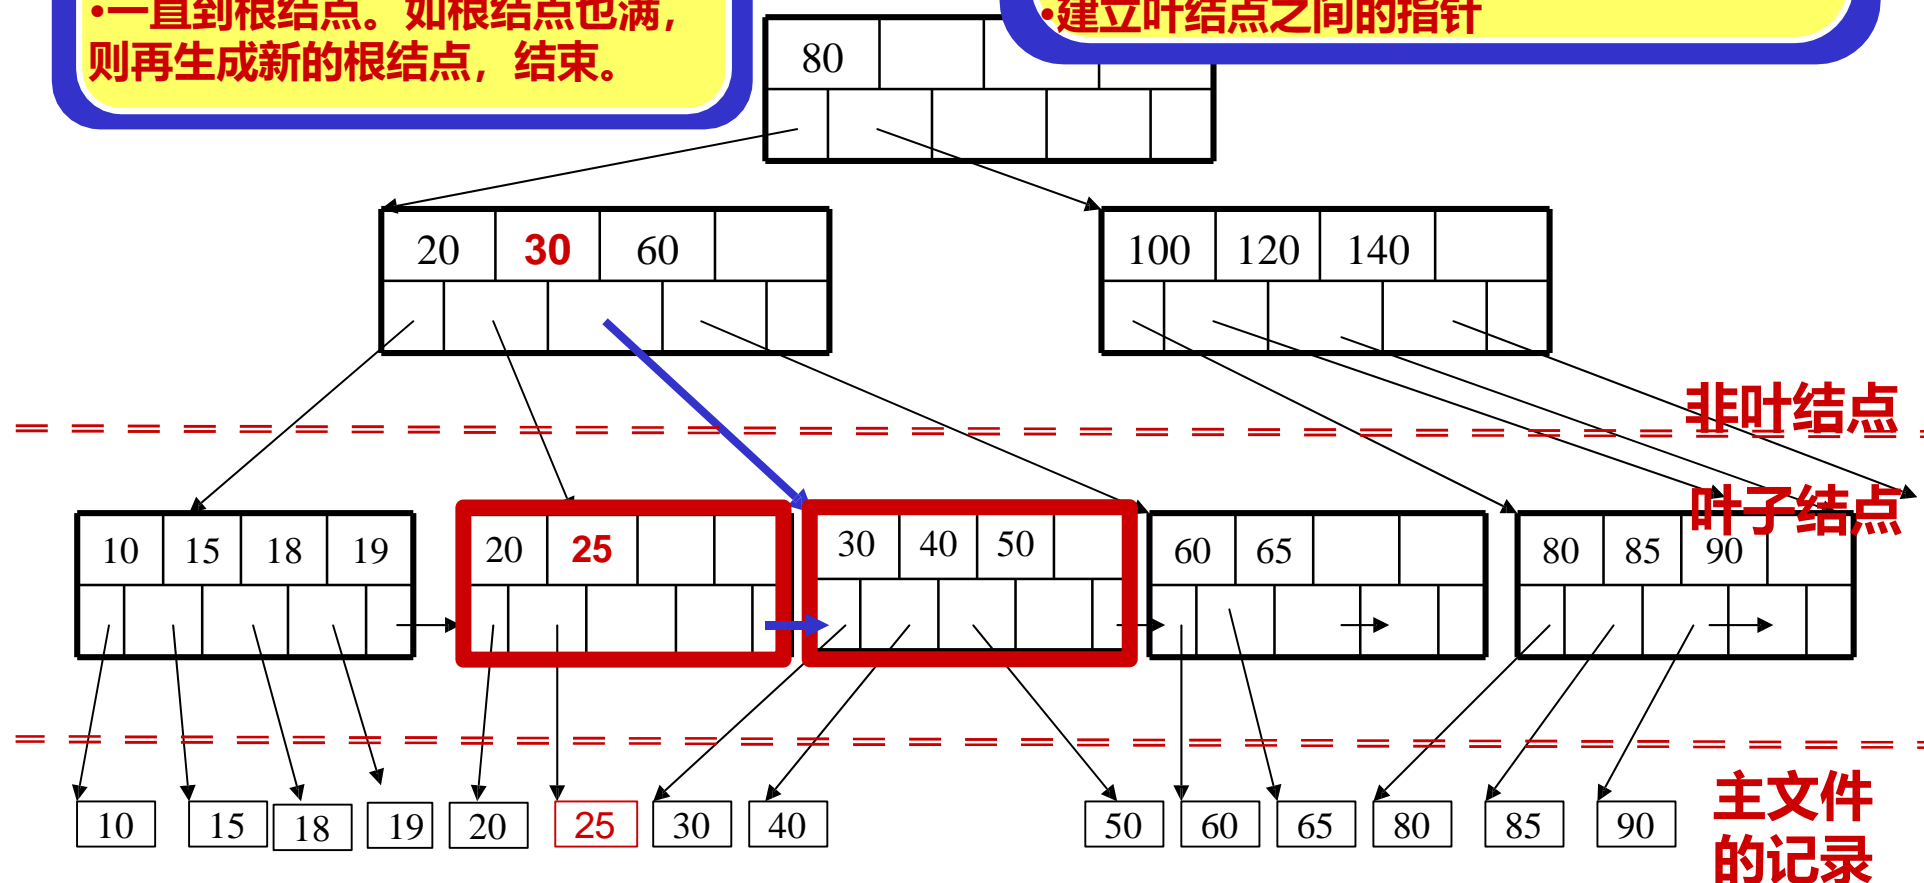 •一直到根结点。如根结点也满，
则再生成新的根结点，结束。
•建立叶结点之间的指针
80
20 30 60
100 120 140
非叶结点
叶子结点
10 15 18 19
20 25
30 40 50
60 65
80 85 90
10 15 18 19 20 25 30 40 50 60 65 80 85 90
主文件
的记录